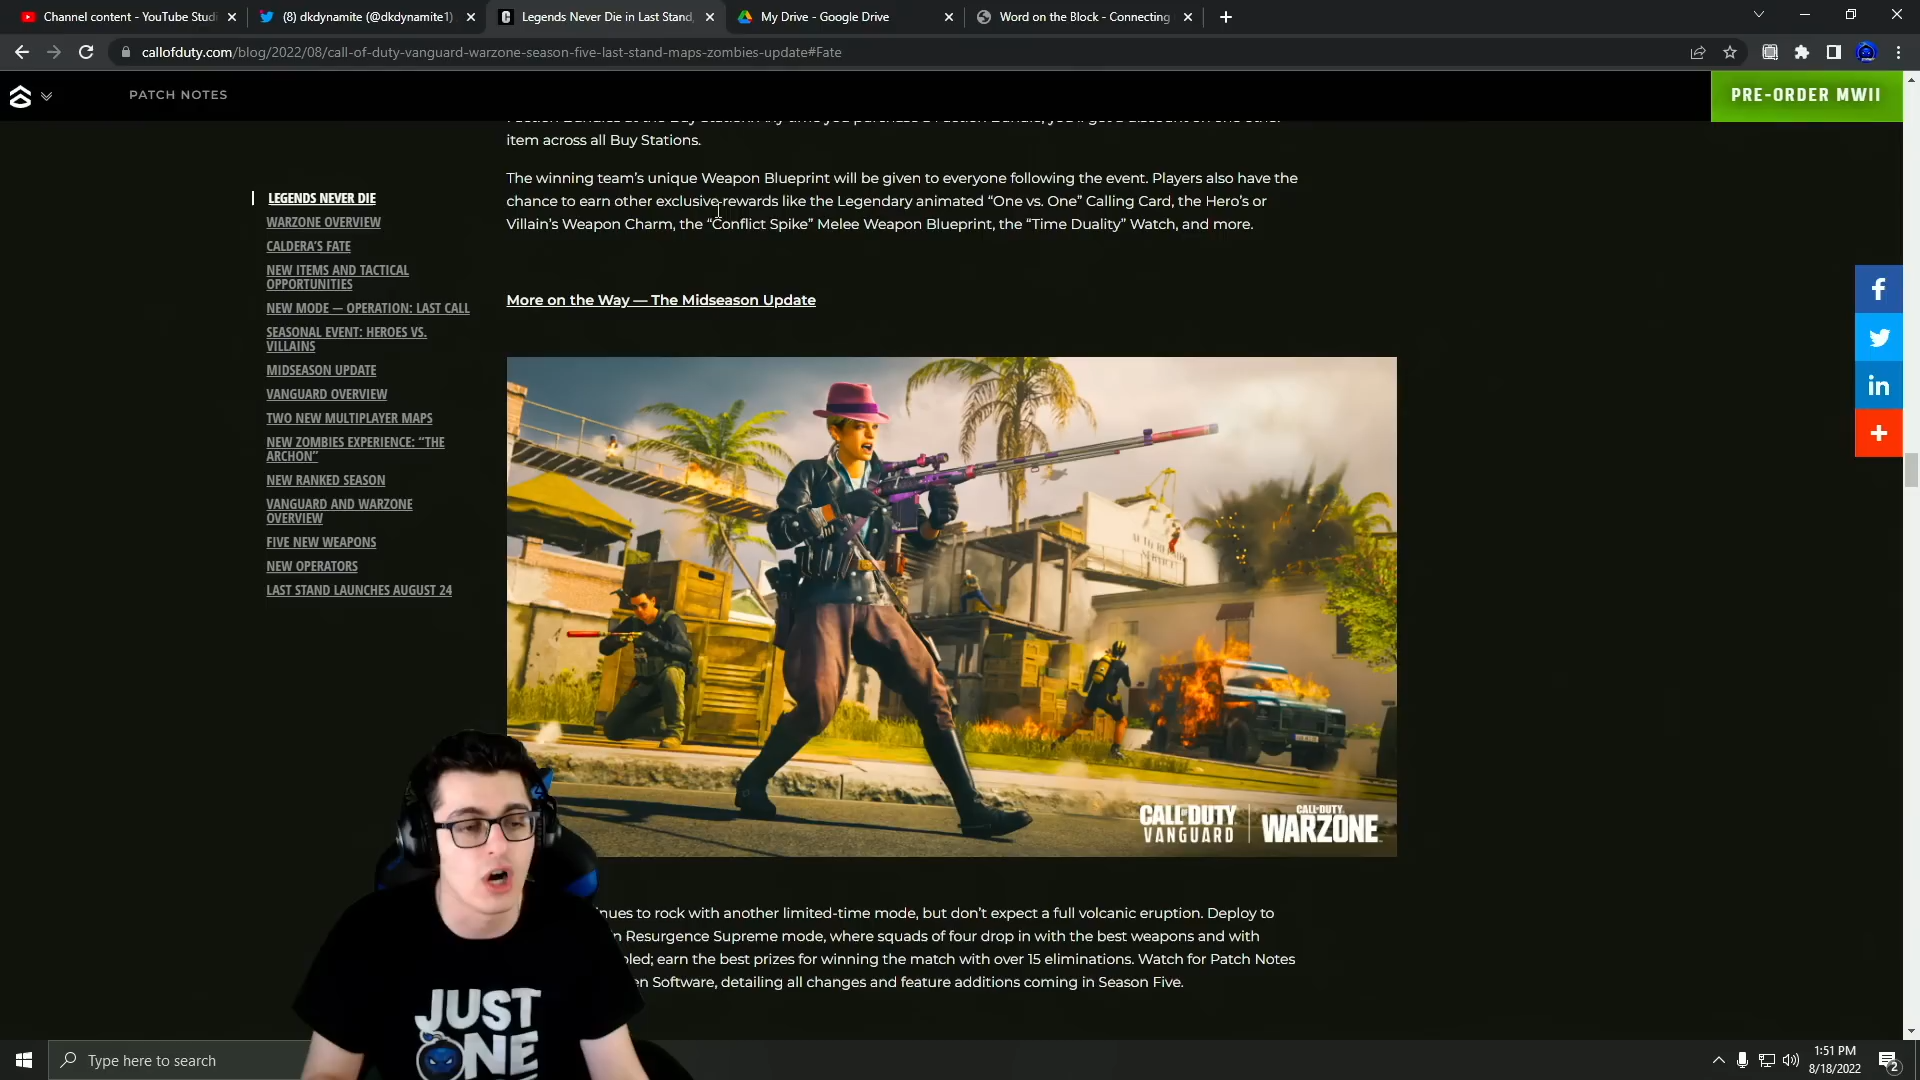 Channel content - YouTube Studi
(8) dkdynamite (@dkdynamite1)
Legends Never Die in Last Stand,
My Drive - Google Drive
Word on the Block - Connecting
callofduty.com/blog/2022/08/call-of-duty-vanguard-warzone-season-five-last-stand-maps-zombies-update#Fate
PATCH NOTES
PRE-ORDER MWII
item across all Buy Stations.
The winning team's unique Weapon Blueprint will be given to everyone following the event. Players also have the
chance to earn other exclusive rewards like the Legendary animated “One vs. One” Calling Card, the Hero's or
Villain's Weapon Charm, the “Conflict Spike” Melee Weapon Blueprint, the “Time Duality” Watch, and more.
More on the Way — The Midseason Update
LEGENDS NEVER DIE
WARZONE OVERVIEW
CALDERA'S FATE
NEW ITEMS AND TACTICAL
OPPORTUNITIES
NEW MODE — OPERATION: LAST CALL
SEASONAL EVENT: HEROES VS.
VILLAINS
MIDSEASON UPDATE
VANGUARD OVERVIEW
TWO NEW MULTIPLAYER MAPS
NEW ZOMBIES EXPERIENCE: “THE
ARCHON”
NEW RANKED SEASON
VANGUARD AND WARZONE
OVERVIEW
FIVE NEW WEAPONS
NEW OPERATORS
LAST STAND LAUNCHES AUGUST 24
CALL OF DUTY
VANGUARD
CALL OF DUTY
WARZONE
to rock with another limited-time mode, but don't expect a full volcanic eruption. Deploy to
Resurgence Supreme mode, where squads of four drop in with the best weapons and with
earn the best prizes for winning the match with over 15 eliminations. Watch for Patch Notes
Software, detailing all changes and feature additions coming in Season Five.
JUST
ONE
Type here to search
1:51 PM
8/18/2022
2